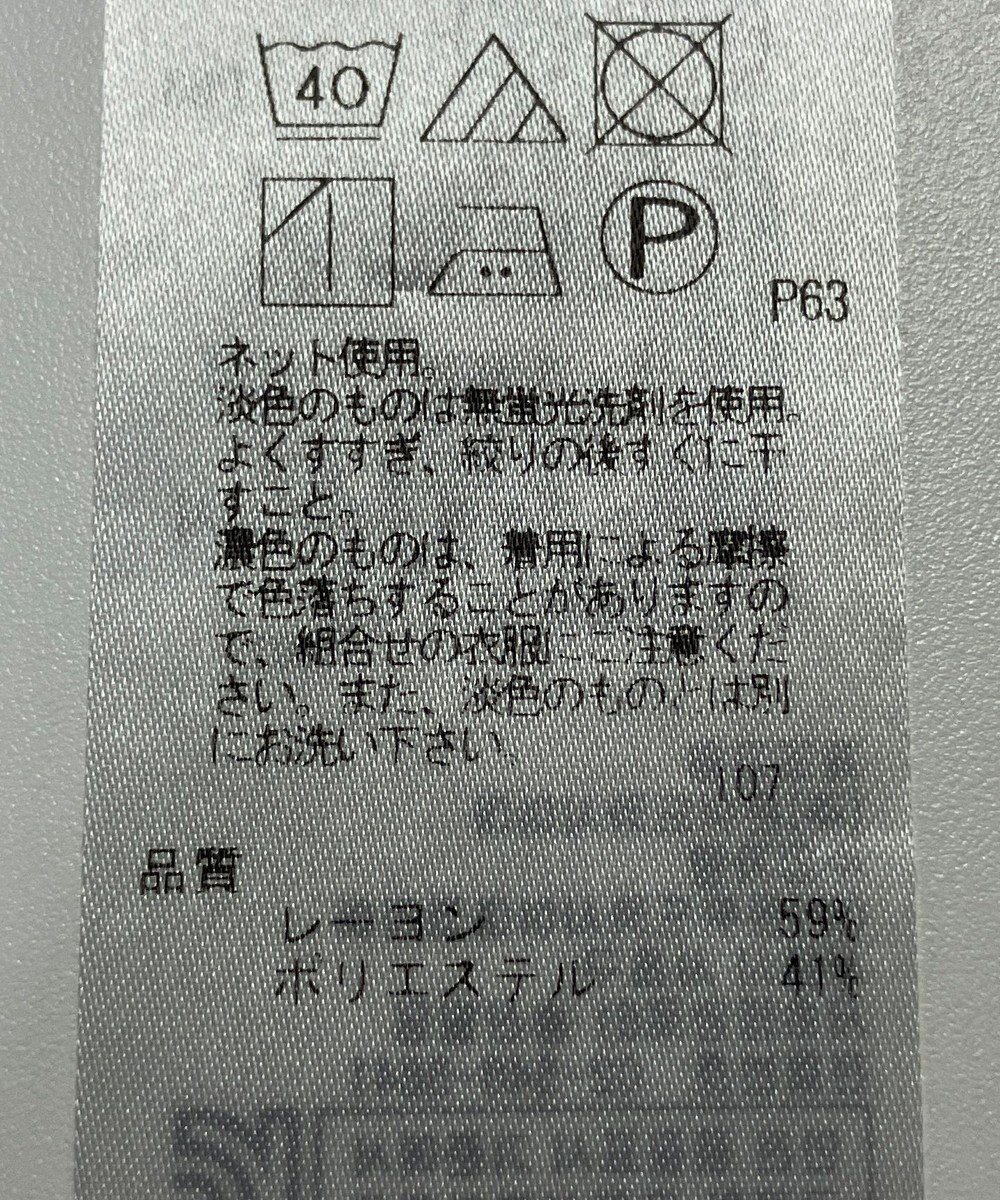 40
P
P63
ネット使用。
淡色のものは無蛍光洗剤を使用。
よくすすぎ、絞りの後すぐに干
すこと。
濃色のものは、着用による摩擦
で色落ちすることがありますの
で、組合せの衣服にご注意くだ
さい。また、淡色のものとは別
にお洗い下さい。
107
品質
レーヨン 59%
ポリエステル 41%